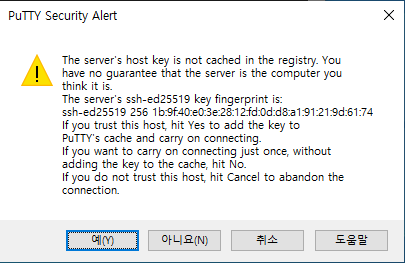 PuTTY Security Alert
The server's host key is not cached in the registry. You
have no guarantee that the server is the computer you
think it is.
The server's ssh-ed25519 key fingerprint is:
ssh-ed25519 256 1b:9f:40:e0:3e:28:12:fd:0d:d8:a1:91:21:9d:61:74
If you trust this host, hit Yes to add the key to
PuTTY's cache and carry on connecting.
If you want to carry on connecting just once, without
adding the key to the cache, hit No.
If you do not trust this host, hit Cancel to abandon the
connection.
예(Y) 아니요(N) 취소 도움말